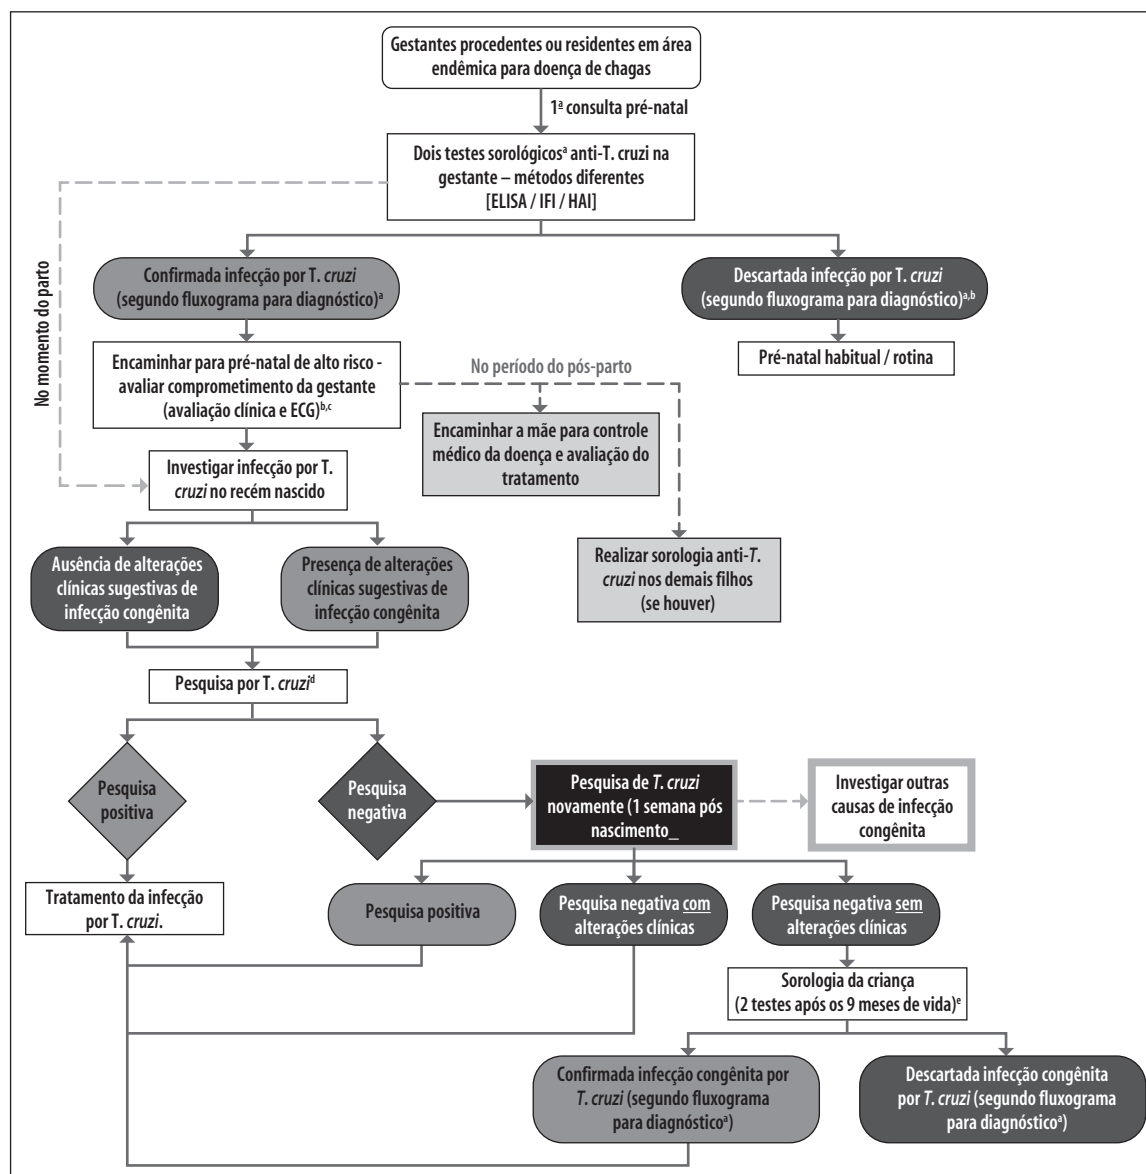 Gestantes procedentes ou residentes em área
endêmica para doença de chagas
1ª consulta pré-natal
Dois testes sorológicosᵃ anti-T. cruzi na
gestante – métodos diferentes
[ELISA / IFI / HAI]
No momento do parto
Confirmada infecção por T. cruzi
(segundo fluxograma para diagnóstico)ᵃ
Descartada infecção por T. cruzi
(segundo fluxograma para diagnóstico)ᵃ,ᵇ
Encaminhar para pré-natal de alto risco -
avaliar comprometimento da gestante
(avaliação clínica e ECG)ᵇ,ᶜ
No período do pós-parto
Pré-natal habitual / rotina
Encaminhar a mãe para controle
médico da doença e avaliação do
tratamento
Investigar infecção por T.
cruzi no recém nascido
Realizar sorologia anti-T.
cruzi nos demais filhos
(se houver)
Ausência de alterações
clínicas sugestivas de
infecção congênita
Presença de alterações
clínicas sugestivas de
infecção congênita
Pesquisa por T. cruziᵈ
Pesquisa
positiva
Pesquisa
negativa
Pesquisa de T. cruzi
novamente (1 semana pós
nascimento_
Investigar outras
causas de infecção
congênita
Tratamento da infecção
por T. cruzi.
Pesquisa positiva
Pesquisa negativa com
alterações clínicas
Pesquisa negativa sem
alterações clínicas
Sorologia da criança
(2 testes após os 9 meses de vida)ᵉ
Confirmada infecção congênita por
T. cruzi (segundo fluxograma
para diagnósticoᵃ)
Descartada infecção congênita
por T. cruzi (segundo fluxograma
para diagnósticoᵃ)